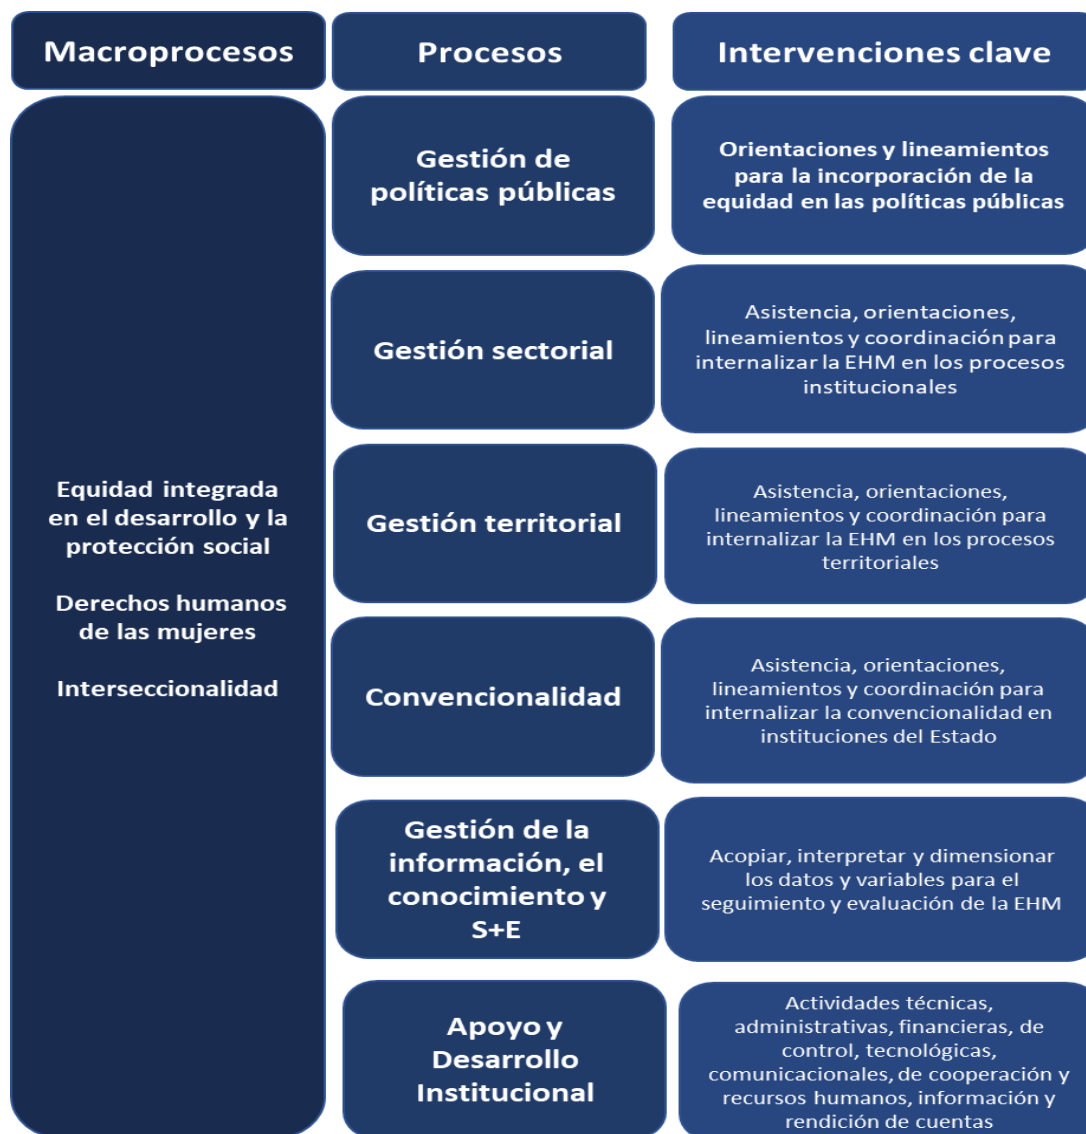 Macroprocesos
Procesos
Intervenciones clave
Equidad integrada
en el desarrollo y la
protección social
Derechos humanos
de las mujeres
Interseccionalidad
Gestión de
políticas públicas
Orientaciones y lineamientos
para la incorporación de la
equidad en las políticas públicas
Gestión sectorial
Asistencia, orientaciones,
lineamientos y coordinación para
internalizar la EHM en los procesos
institucionales
Gestión territorial
Asistencia, orientaciones,
lineamientos y coordinación para
internalizar la EHM en los procesos
territoriales
Convencionalidad
Asistencia, orientaciones,
lineamientos y coordinación para
internalizar la convencionalidad en
instituciones del Estado
Gestión de la
información, el
conocimiento y
S+E
Acopiar, interpretar y dimensionar
los datos y variables para el
seguimiento y evaluación de la EHM
Apoyo y
Desarrollo
Institucional
Actividades técnicas,
administrativas, financieras, de
control, tecnológicas,
comunicacionales, de cooperación y
recursos humanos, información y
rendición de cuentas